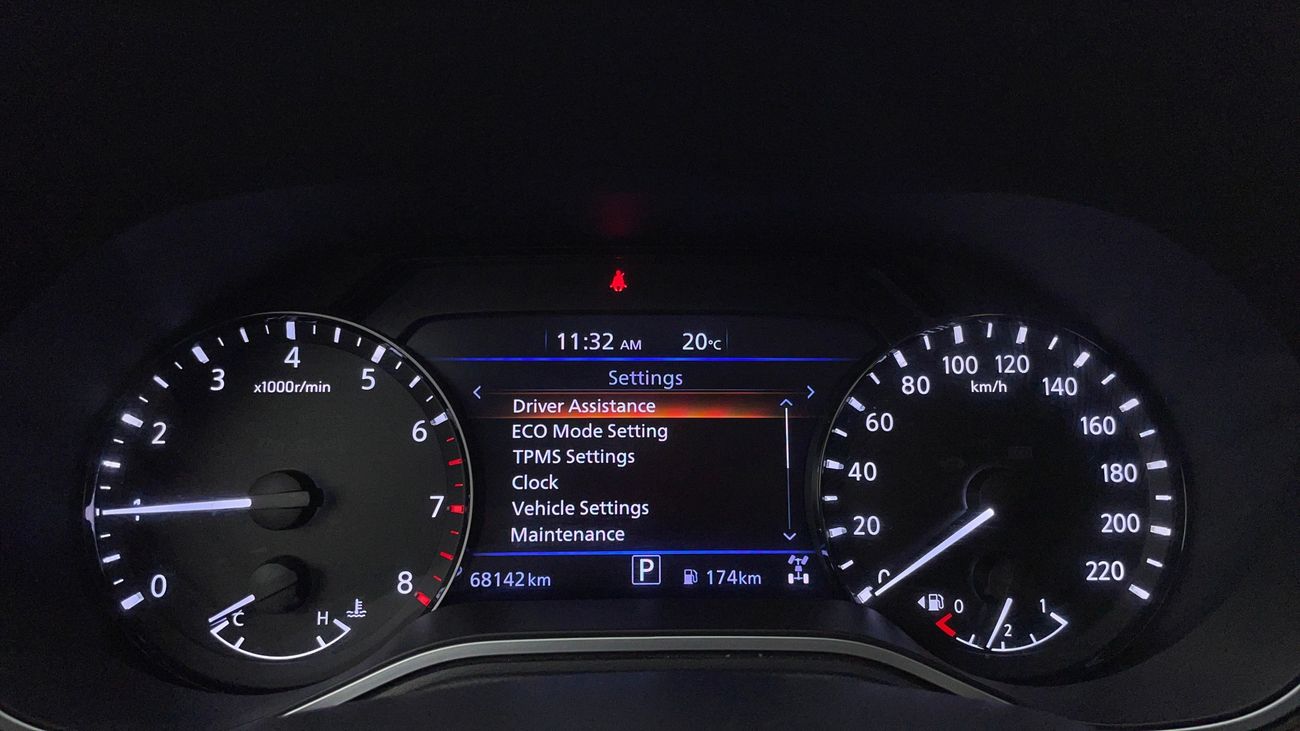 11:32 AM 20°C
Settings
Driver Assistance
ECO Mode Setting
TPMS Settings
Clock
Vehicle Settings
Maintenance
68142km P 174km
0 1 2 3 4 5 6 7 8
x1000r/min
C H
0 20 40 60 80 100 120 140 160 180 200 220
km/h
0 2 1